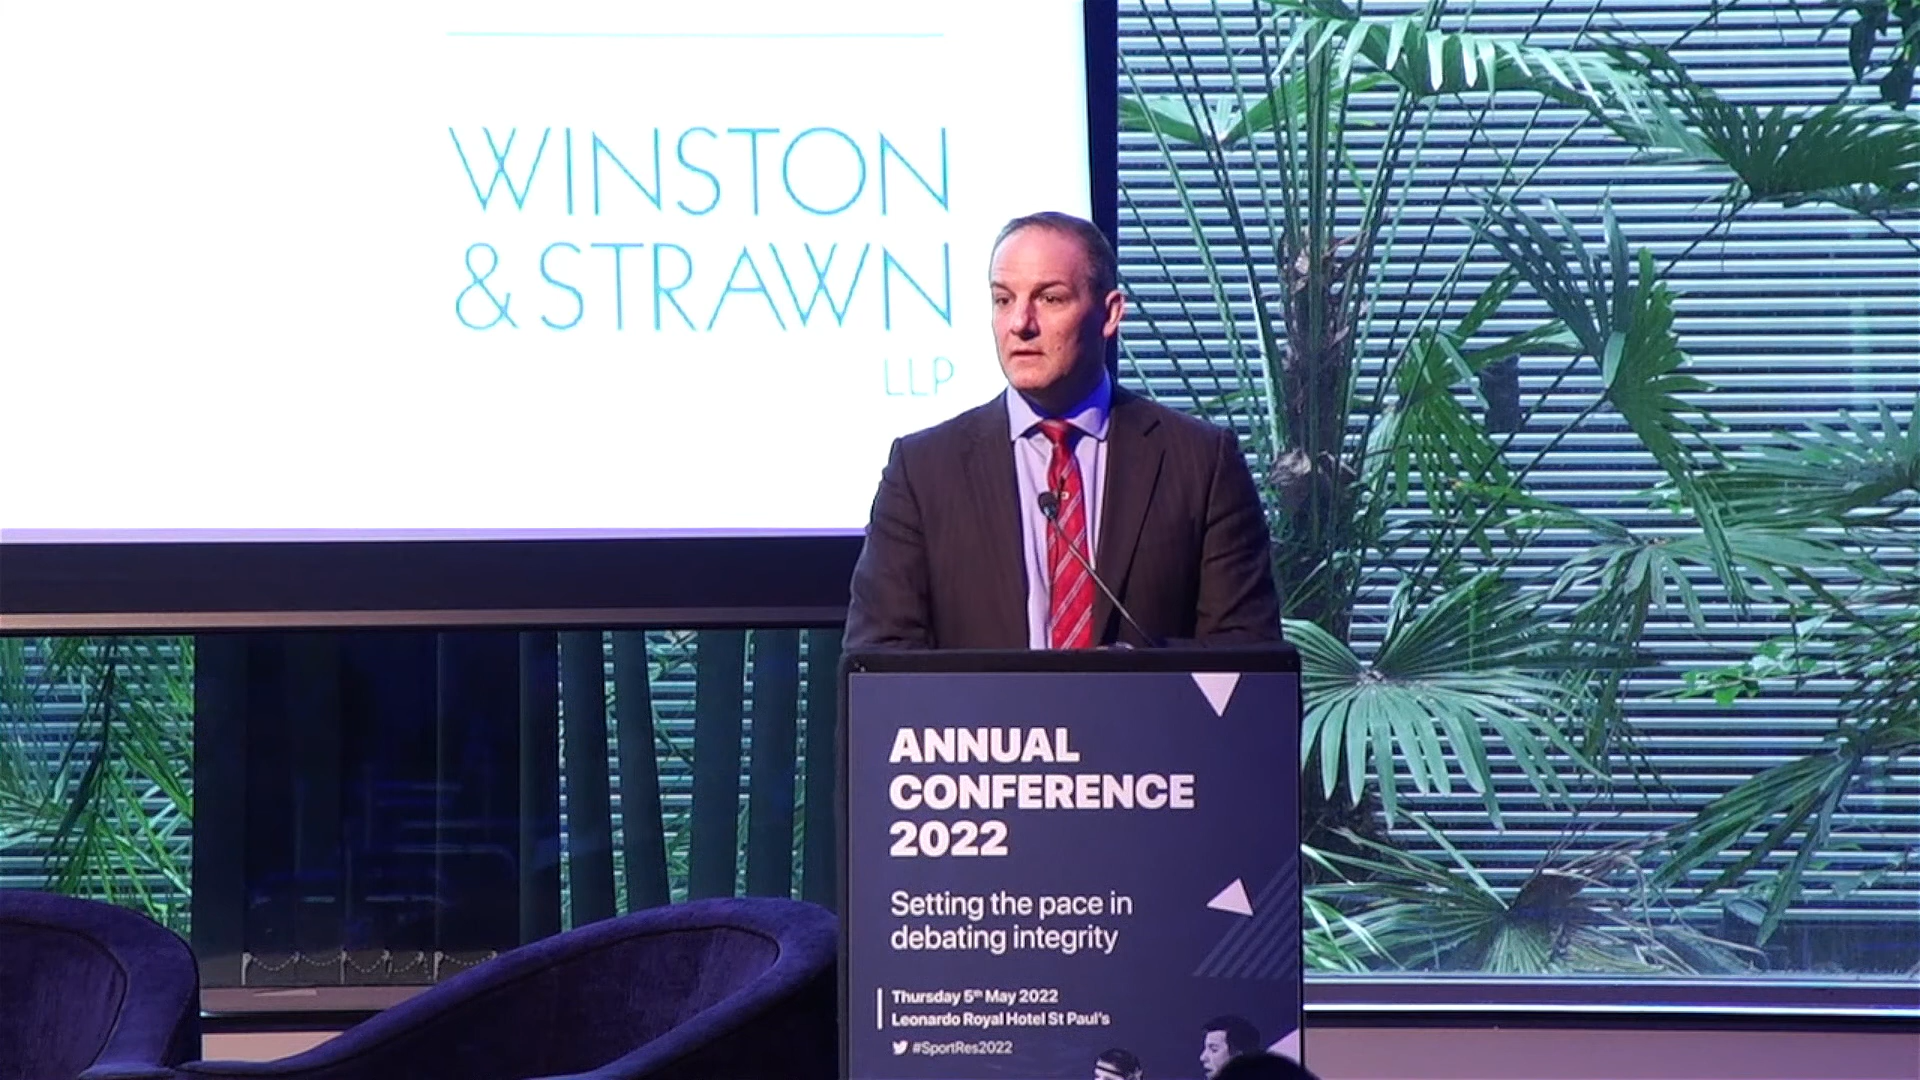 WINSTON
& STRAWN
LLP
ANNUAL
CONFERENCE
2022
Setting the pace in
debating integrity
Thursday 5th May 2022
Leonardo Royal Hotel St Paul's
#SportRes2022